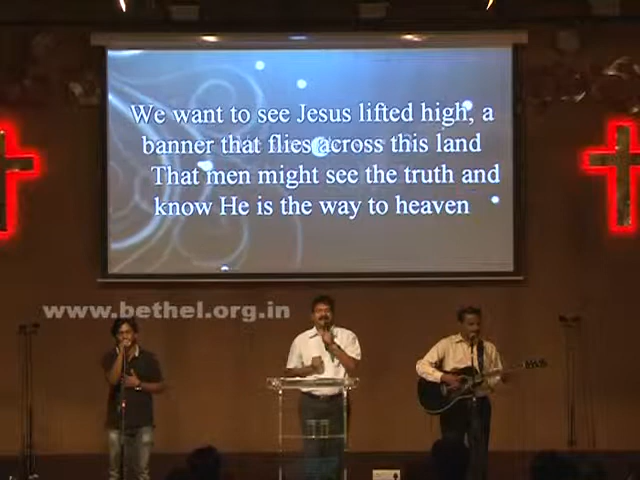 We want to see Jesus lifted high, a
banner that flies across this land
That men might see the truth and
know He is the way to heaven
www.bethel.org.in